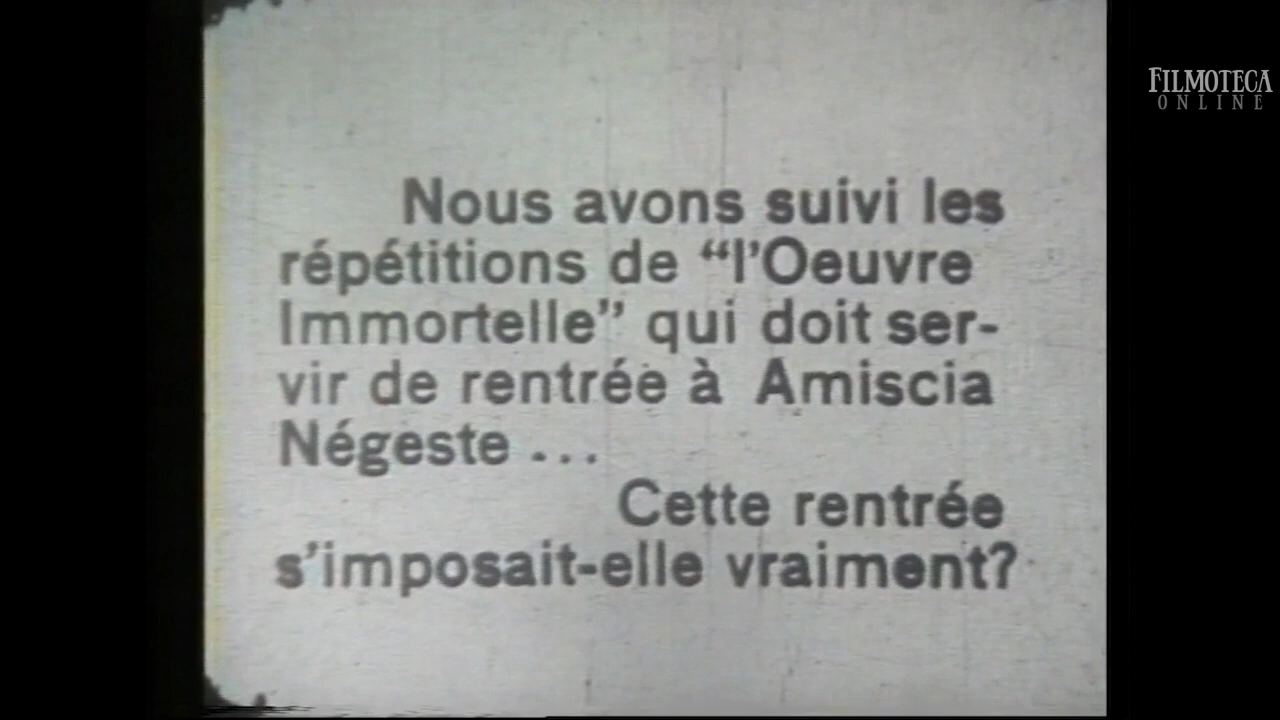 FILMOTECA
ONLINE
Nous avons suivi les
répétitions de “l’Oeuvre
Immortelle” qui doit ser-
vir de rentrée à Amiscia
Négeste ...
Cette rentrée
s’imposait-elle vraiment?